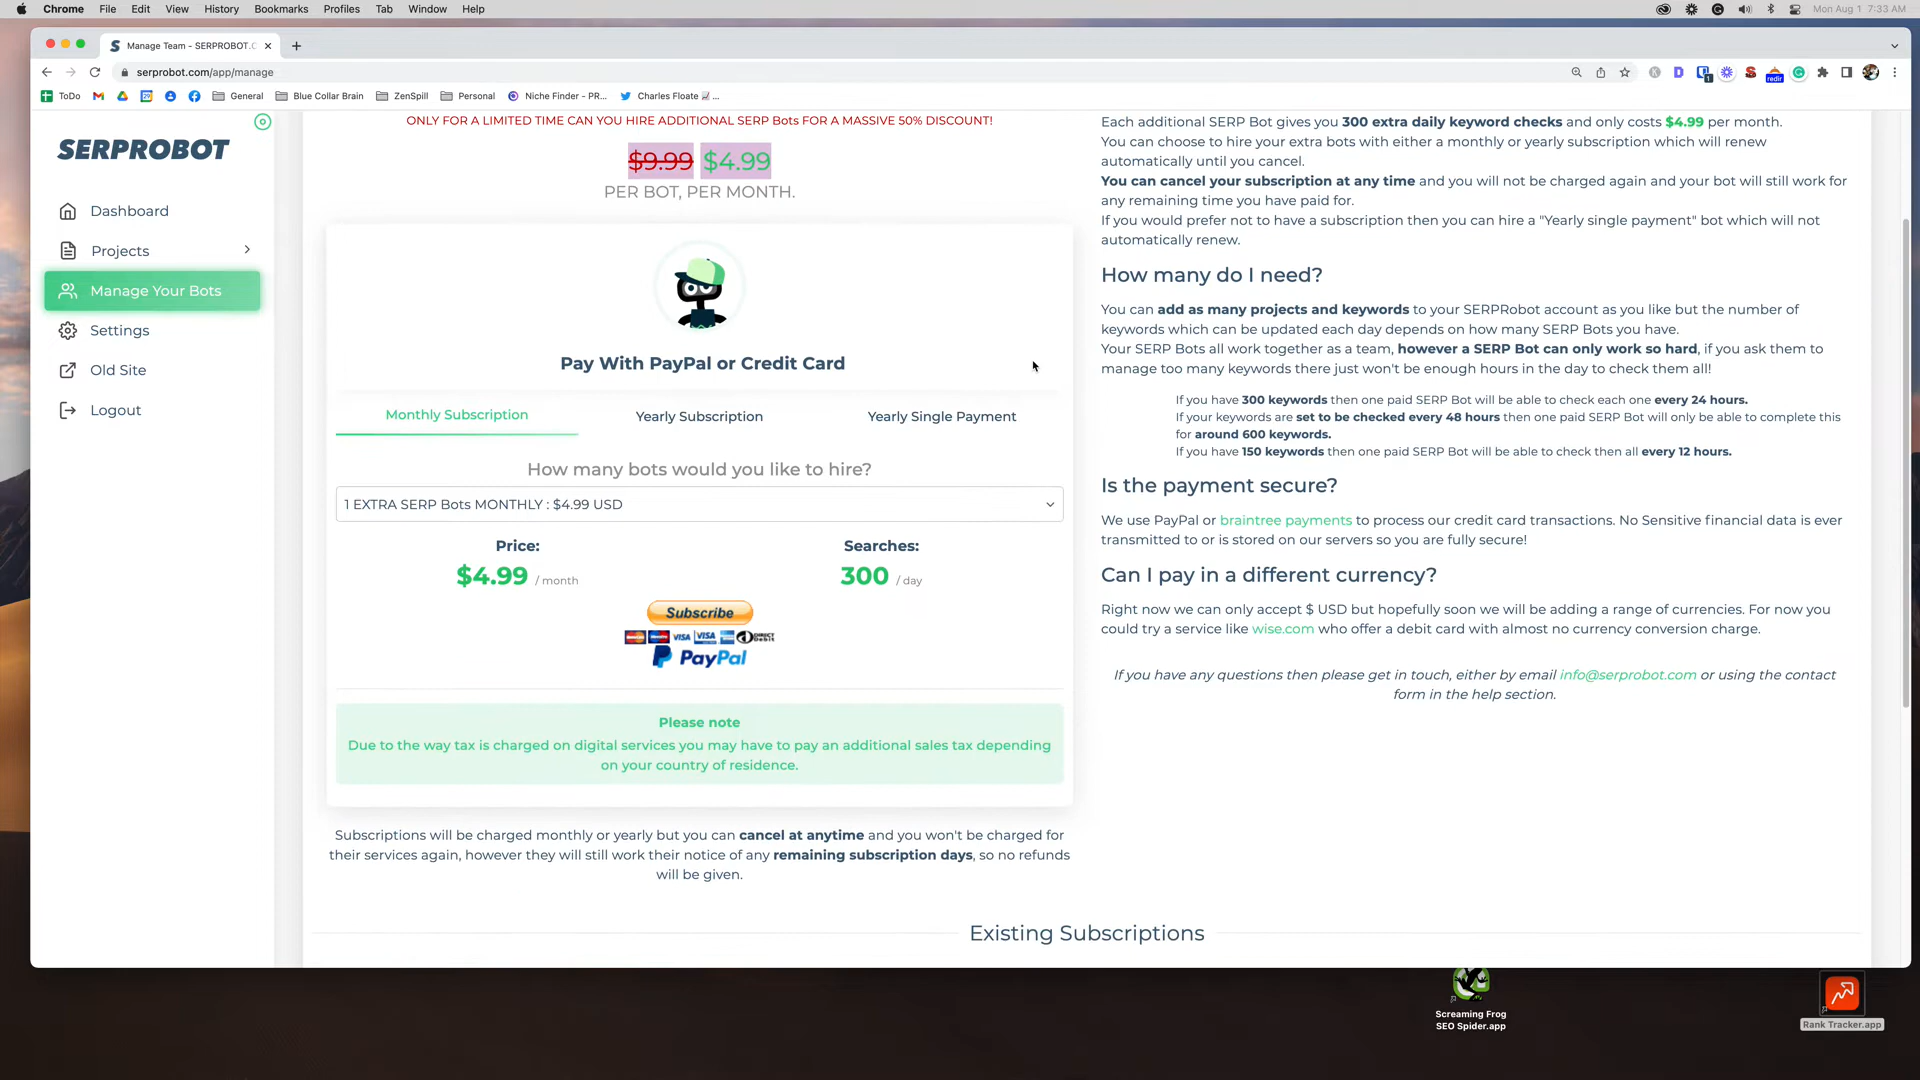 Chrome File Edit View History Bookmarks Profiles Tab Window Help
Mon Aug 1 7:33 AM
Manage Team - SERPROBOT.C
serprobot.com/app/manage
ToDo General Blue Collar Brain ZenSpill Personal Niche Finder - PR... Charles Floate ...
redir
SERPROBOT
Dashboard
Projects
Manage Your Bots
Settings
Old Site
Logout
ONLY FOR A LIMITED TIME CAN YOU HIRE ADDITIONAL SERP Bots FOR A MASSIVE 50% DISCOUNT!
$9.99 $4.99
PER BOT, PER MONTH.
Pay With PayPal or Credit Card
Monthly Subscription Yearly Subscription Yearly Single Payment
How many bots would you like to hire?
1 EXTRA SERP Bots MONTHLY : $4.99 USD
Price: Searches:
$4.99 / month 300 / day
Subscribe
VISA VISA DIRECT Debit
PayPal
Please note
Due to the way tax is charged on digital services you may have to pay an additional sales tax depending
on your country of residence.
Subscriptions will be charged monthly or yearly but you can cancel at anytime and you won't be charged for
their services again, however they will still work their notice of any remaining subscription days, so no refunds
will be given.
Each additional SERP Bot gives you 300 extra daily keyword checks and only costs $4.99 per month.
You can choose to hire your extra bots with either a monthly or yearly subscription which will renew
automatically until you cancel.
You can cancel your subscription at any time and you will not be charged again and your bot will still work for
any remaining time you have paid for.
If you would prefer not to have a subscription then you can hire a "Yearly single payment" bot which will not
automatically renew.
How many do I need?
You can add as many projects and keywords to your SERPRobot account as you like but the number of
keywords which can be updated each day depends on how many SERP Bots you have.
Your SERP Bots all work together as a team, however a SERP Bot can only work so hard, if you ask them to
manage too many keywords there just won't be enough hours in the day to check them all!
If you have 300 keywords then one paid SERP Bot will be able to check each one every 24 hours.
If your keywords are set to be checked every 48 hours then one paid SERP Bot will only be able to complete this
for around 600 keywords.
If you have 150 keywords then one paid SERP Bot will be able to check then all every 12 hours.
Is the payment secure?
We use PayPal or braintree payments to process our credit card transactions. No Sensitive financial data is ever
transmitted to or is stored on our servers so you are fully secure!
Can I pay in a different currency?
Right now we can only accept $ USD but hopefully soon we will be adding a range of currencies. For now you
could try a service like wise.com who offer a debit card with almost no currency conversion charge.
If you have any questions then please get in touch, either by email info@serprobot.com or using the contact
form in the help section.
Existing Subscriptions
Screaming Frog
SEO Spider.app
Rank Tracker.app